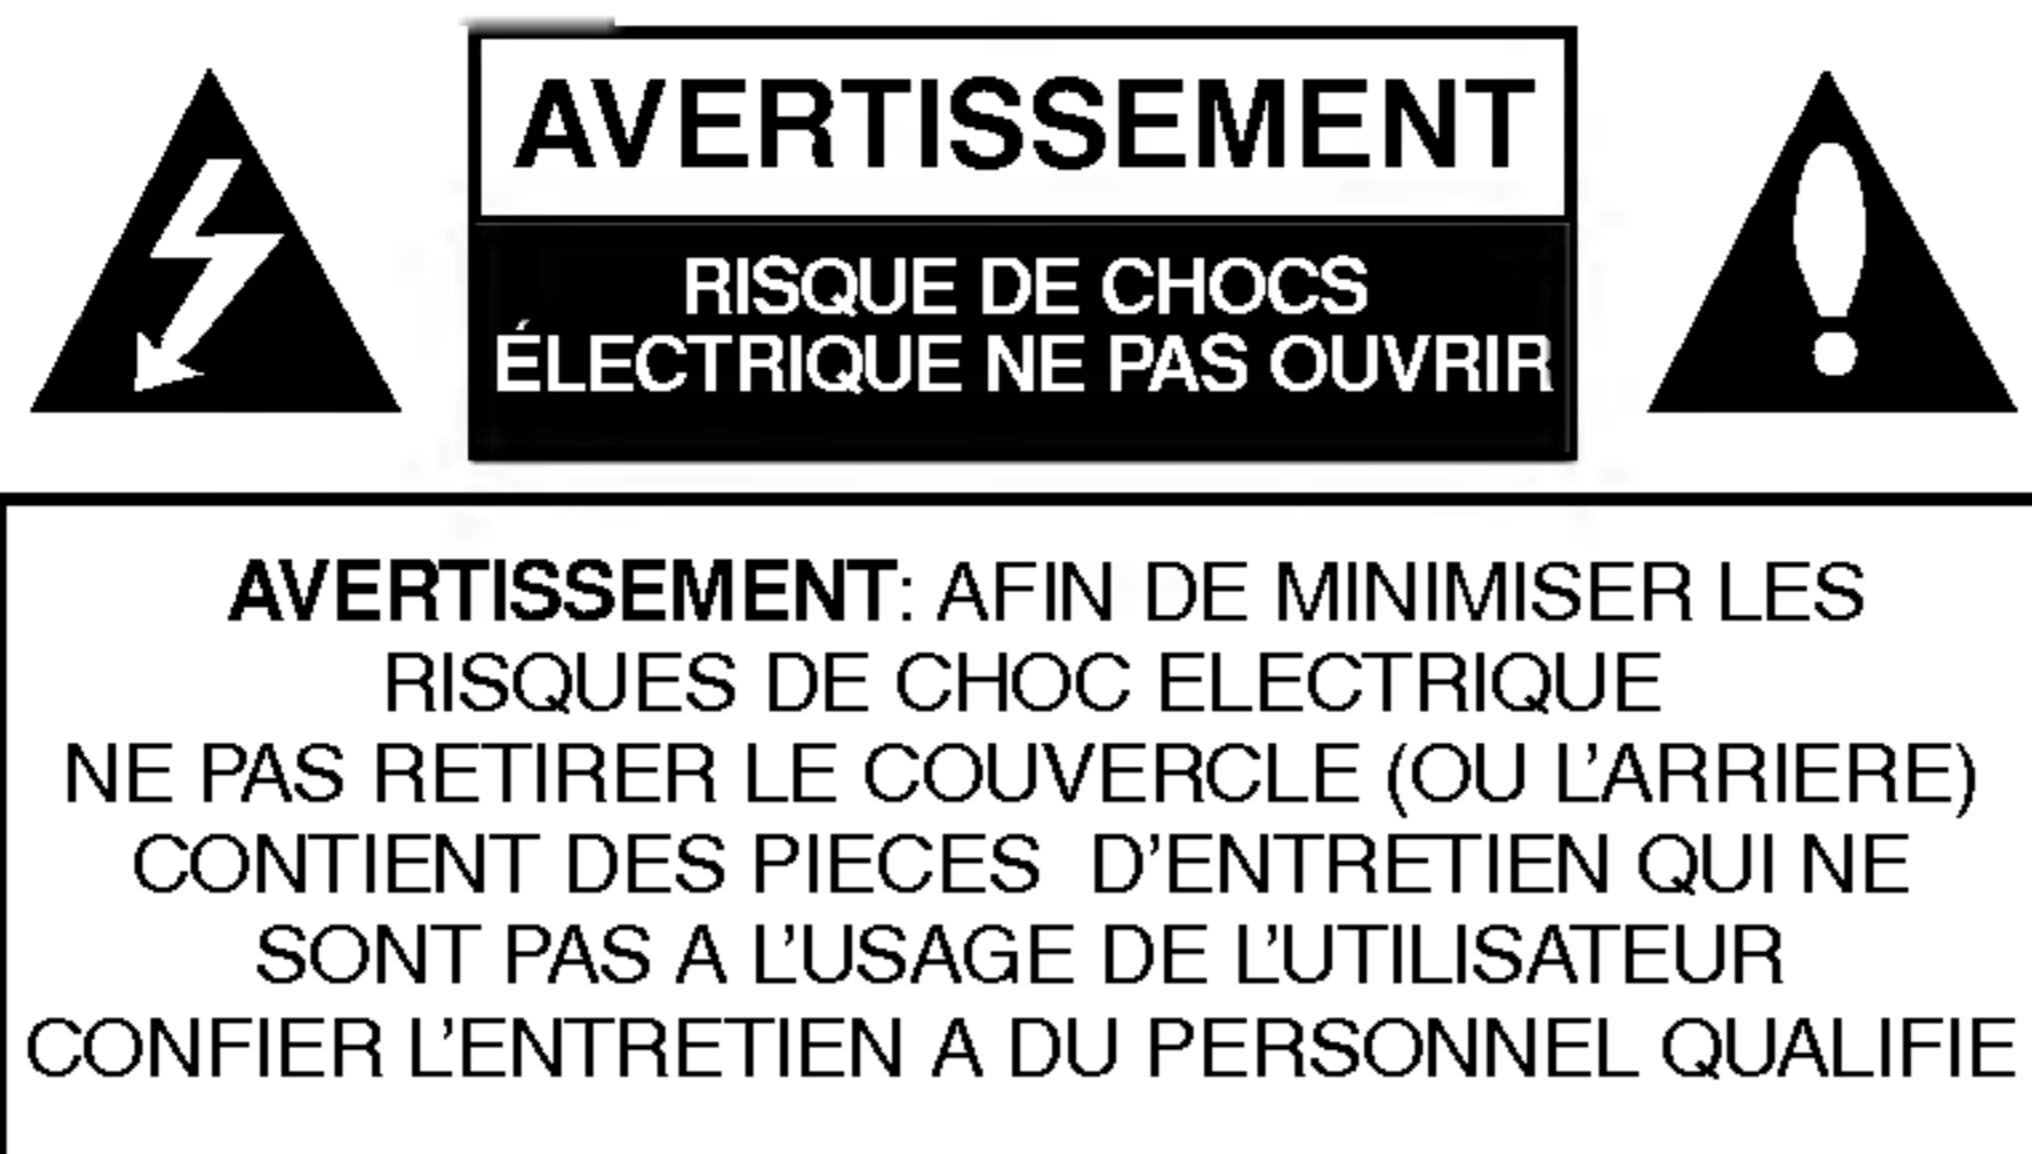 AVERTISSEMENT
RISQUE DE CHOCS
ÉLECTRIQUE NE PAS OUVRIR
AVERTISSEMENT: AFIN DE MINIMISER LES
RISQUES DE CHOC ELECTRIQUE
NE PAS RETIRER LE COUVERCLE (OU L'ARRIERE)
CONTIENT DES PIECES D'ENTRETIEN QUI NE
SONT PAS A L'USAGE DE L'UTILISATEUR
CONFIER L'ENTRETIEN A DU PERSONNEL QUALIFIE